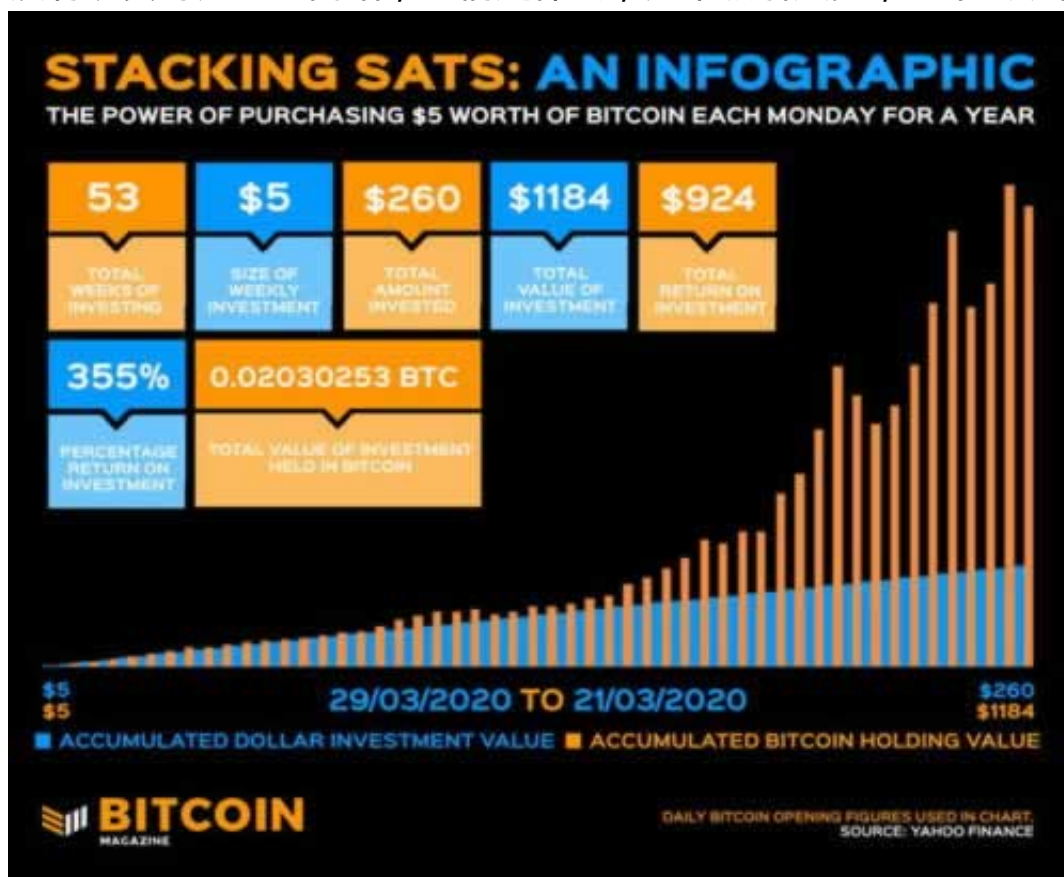 STACKING SATS: AN INFOGRAPHIC
THE POWER OF PURCHASING $5 WORTH OF BITCOIN EACH MONDAY FOR A YEAR
53
TOTAL
WEEKS OF
INVESTING
$5
SIZE OF
WEEKLY
INVESTMENT
$260
TOTAL
AMOUNT
INVESTED
$1184
TOTAL
VALUE OF
INVESTMENT
$924
TOTAL
RETURN ON
INVESTMENT
355%
PERCENTAGE
RETURN ON
INVESTMENT
0.02030253 BTC
TOTAL VALUE OF INVESTMENT
HELD IN BITCOIN
$5
$5
29/03/2020 TO 21/03/2020
$260
$1184
ACCUMULATED DOLLAR INVESTMENT VALUE
ACCUMULATED BITCOIN HOLDING VALUE
BITCOIN
MAGAZINE
DAILY BITCOIN OPENING FIGURES USED IN CHART.
SOURCE: YAHOO FINANCE